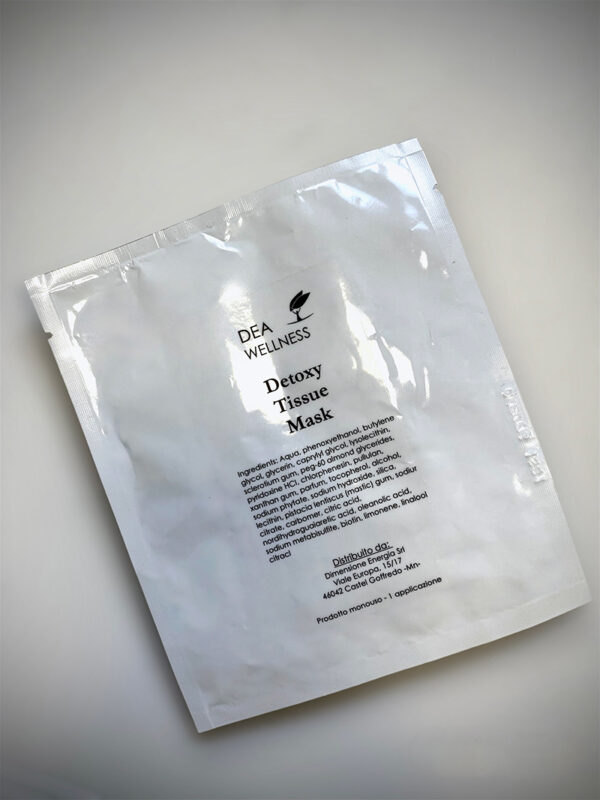 DEA
WELLNESS
Detoxy
Tissue
Mask
Ingredients: Aqua, phenoxyethanol, butylene
glycol, glycerin, caprylyl glycol, lysolecithin,
sclerotium gum, peg-60 almond glycerides,
pyridoxine HCl, chlorphenesin, pullulan,
xanthan gum, parfum, tocopherol, alcohol,
sodium phytate, sodium hydroxide, silica,
lecithin, pistacia lentiscus (mastic) gum, sodiur
citrate, carbomer, citric acid,
nordihydroguaiaretic acid, oleanolic acid,
sodium metabisulfite, biotin, limonene, linalool
citracl
Distribuito da:
Dimensione Energia Srl
Viale Europa, 15/17
46042 Castel Goffredo -Mn-
Prodotto monouso - 1 applicazione